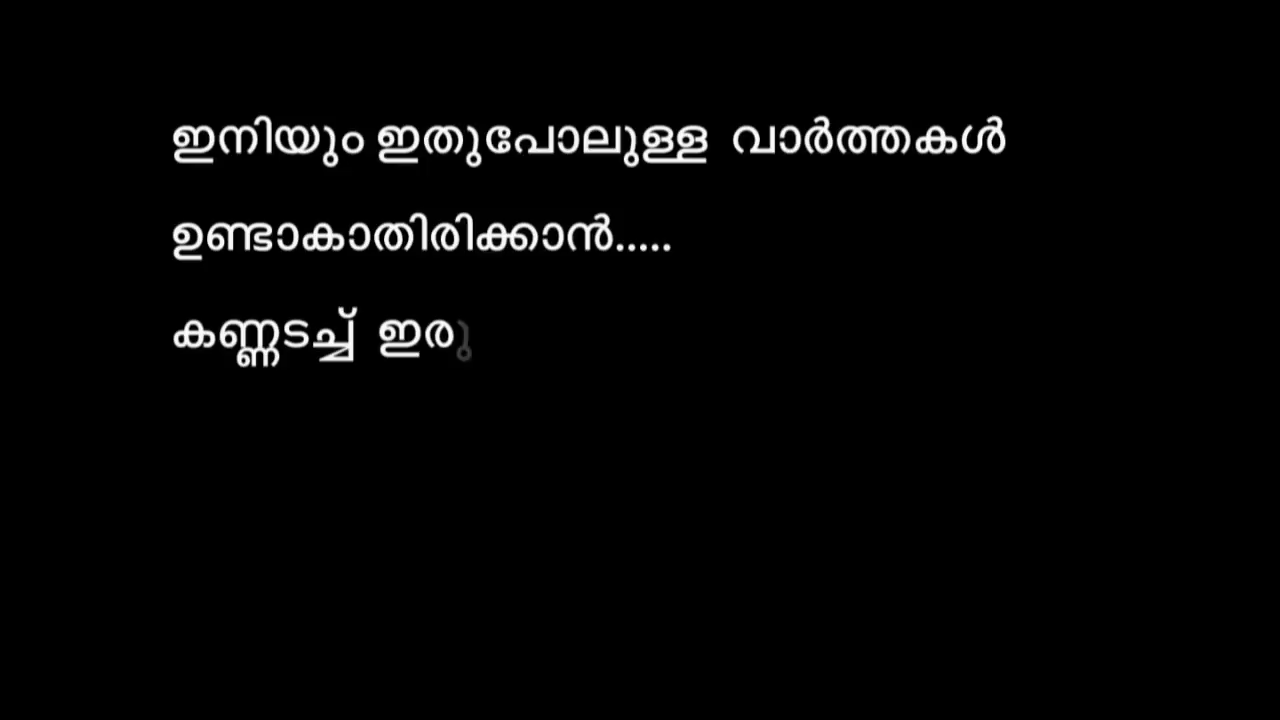 ഇനിയും ഇതുപോലുള്ള വാർത്തകൾ
ഉണ്ടാകാതിരിക്കാൻ.....
കണ്ണടച്ച് ഇരു